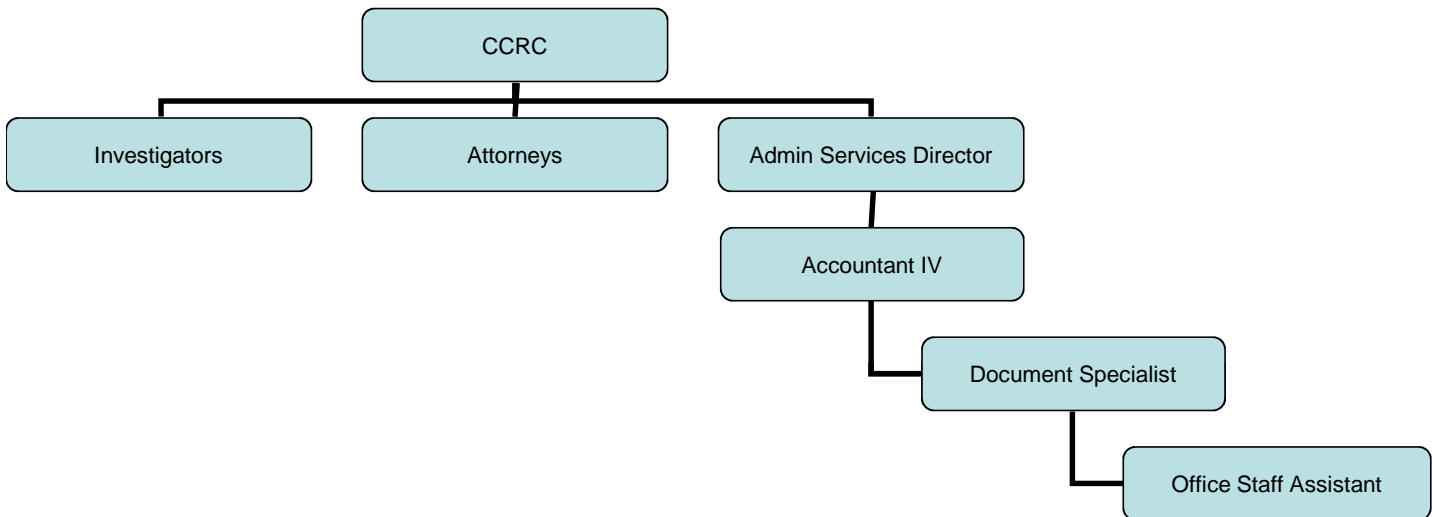 CCRC
Investigators
Attorneys
Admin Services Director
Accountant IV
Document Specialist
Office Staff Assistant